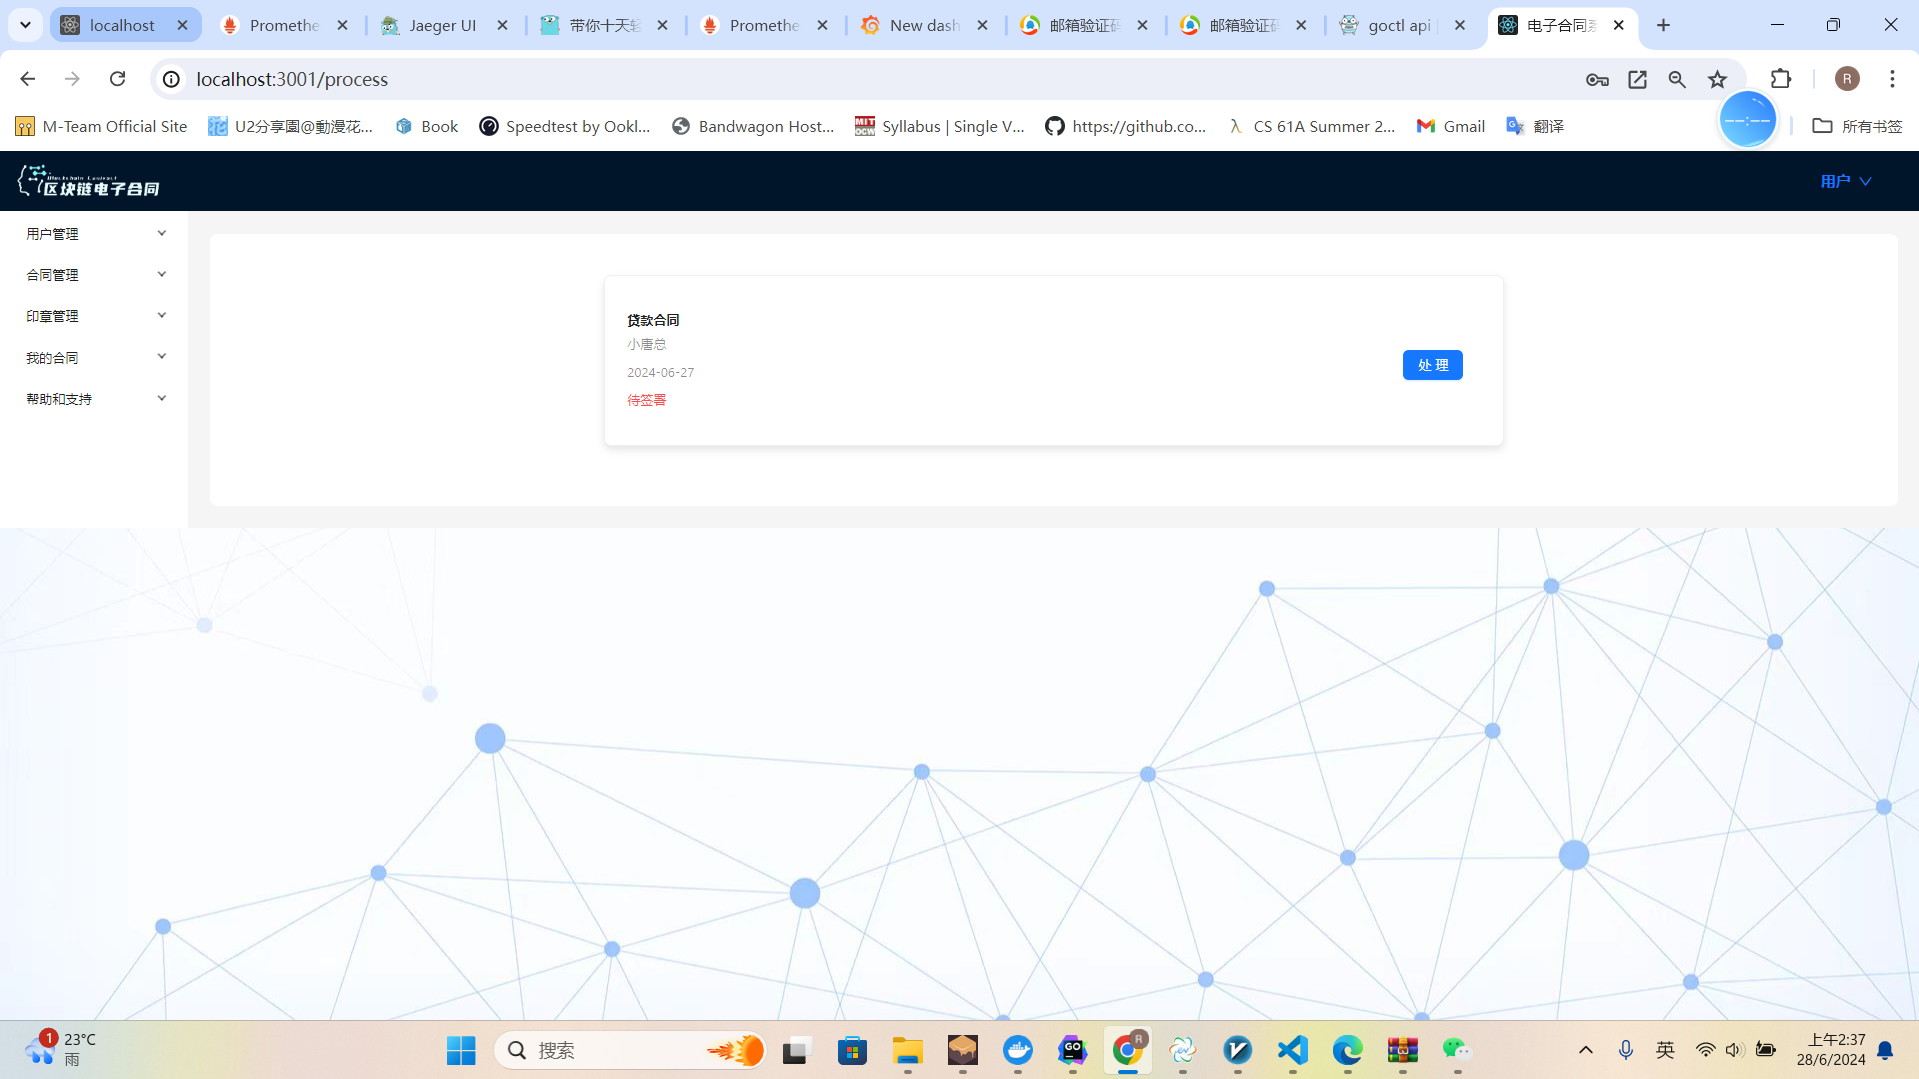 localhost
Promethe
Jaeger UI
带你十天轻
Promethe
New dash
邮箱验证码
邮箱验证码
goctl api
电子合同系
localhost:3001/process
R
M-Team Official Site
U2分享園@動漫花...
Book
Speedtest by Ookl...
Bandwagon Host...
Syllabus | Single V...
https://github.co...
CS 61A Summer 2...
Gmail
翻译
所有书签
Blockchain Contract
区块链电子合同
用户
用户管理
合同管理
印章管理
我的合同
帮助和支持
贷款合同
小唐总
2024-06-27
待签署
处 理
1
23°C
雨
搜索
GO
R
英
上午2:37
28/6/2024